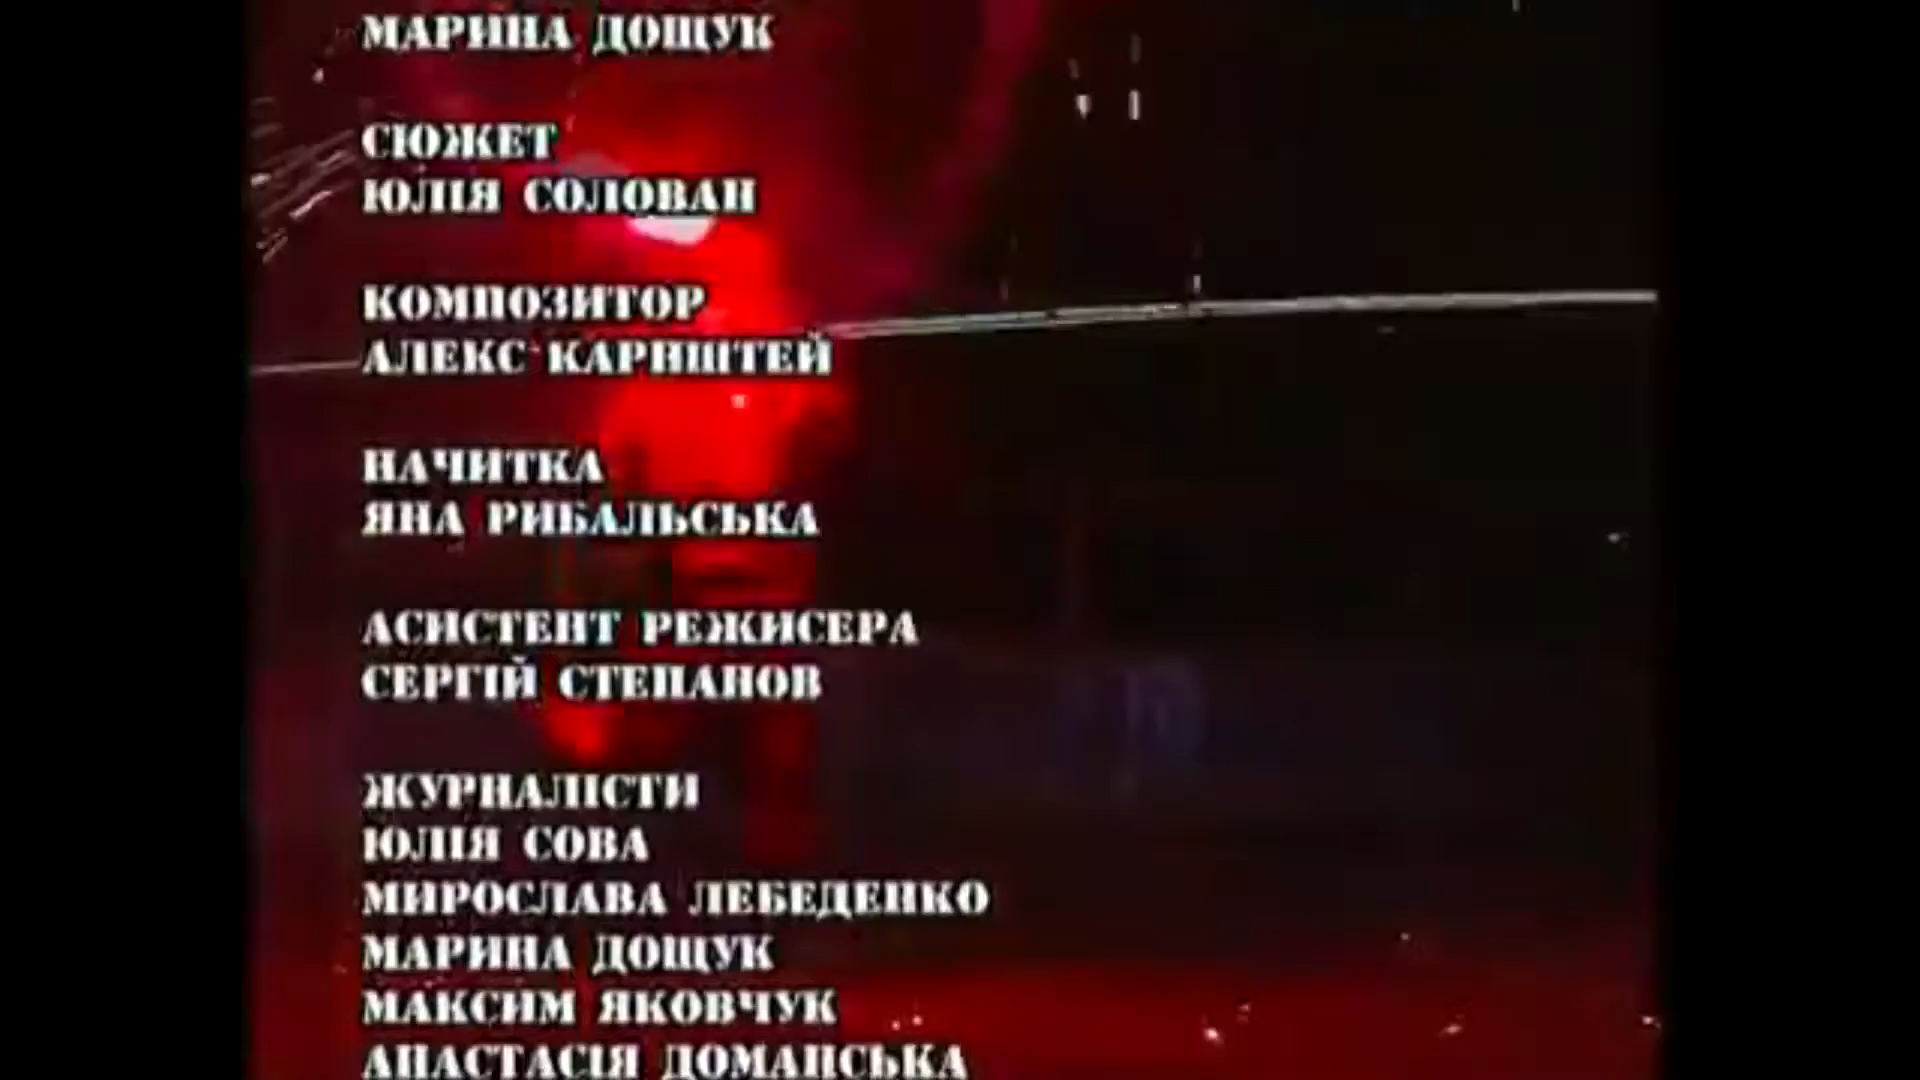 МАРИНА ДОЩУК
СЮЖЕТ
ЮЛІЯ СОЛОВАН
КОМПОЗИТОР
АЛЕКС КАРНШТЕЙ
НАЧИТКА
ЯНА РИБАЛЬСЬКА
АСИСТЕНТ РЕЖИСЕРА
СЕРГІЙ СТЕПАНОВ
ЖУРНАЛІСТИ
ЮЛІЯ СОВА
МИРОСЛАВА ЛЕБЕДЕНКО
МАРИНА ДОЩУК
МАКСИМ ЯКОВЧУК
АНАСТАСІЯ ДОМАНСЬКА